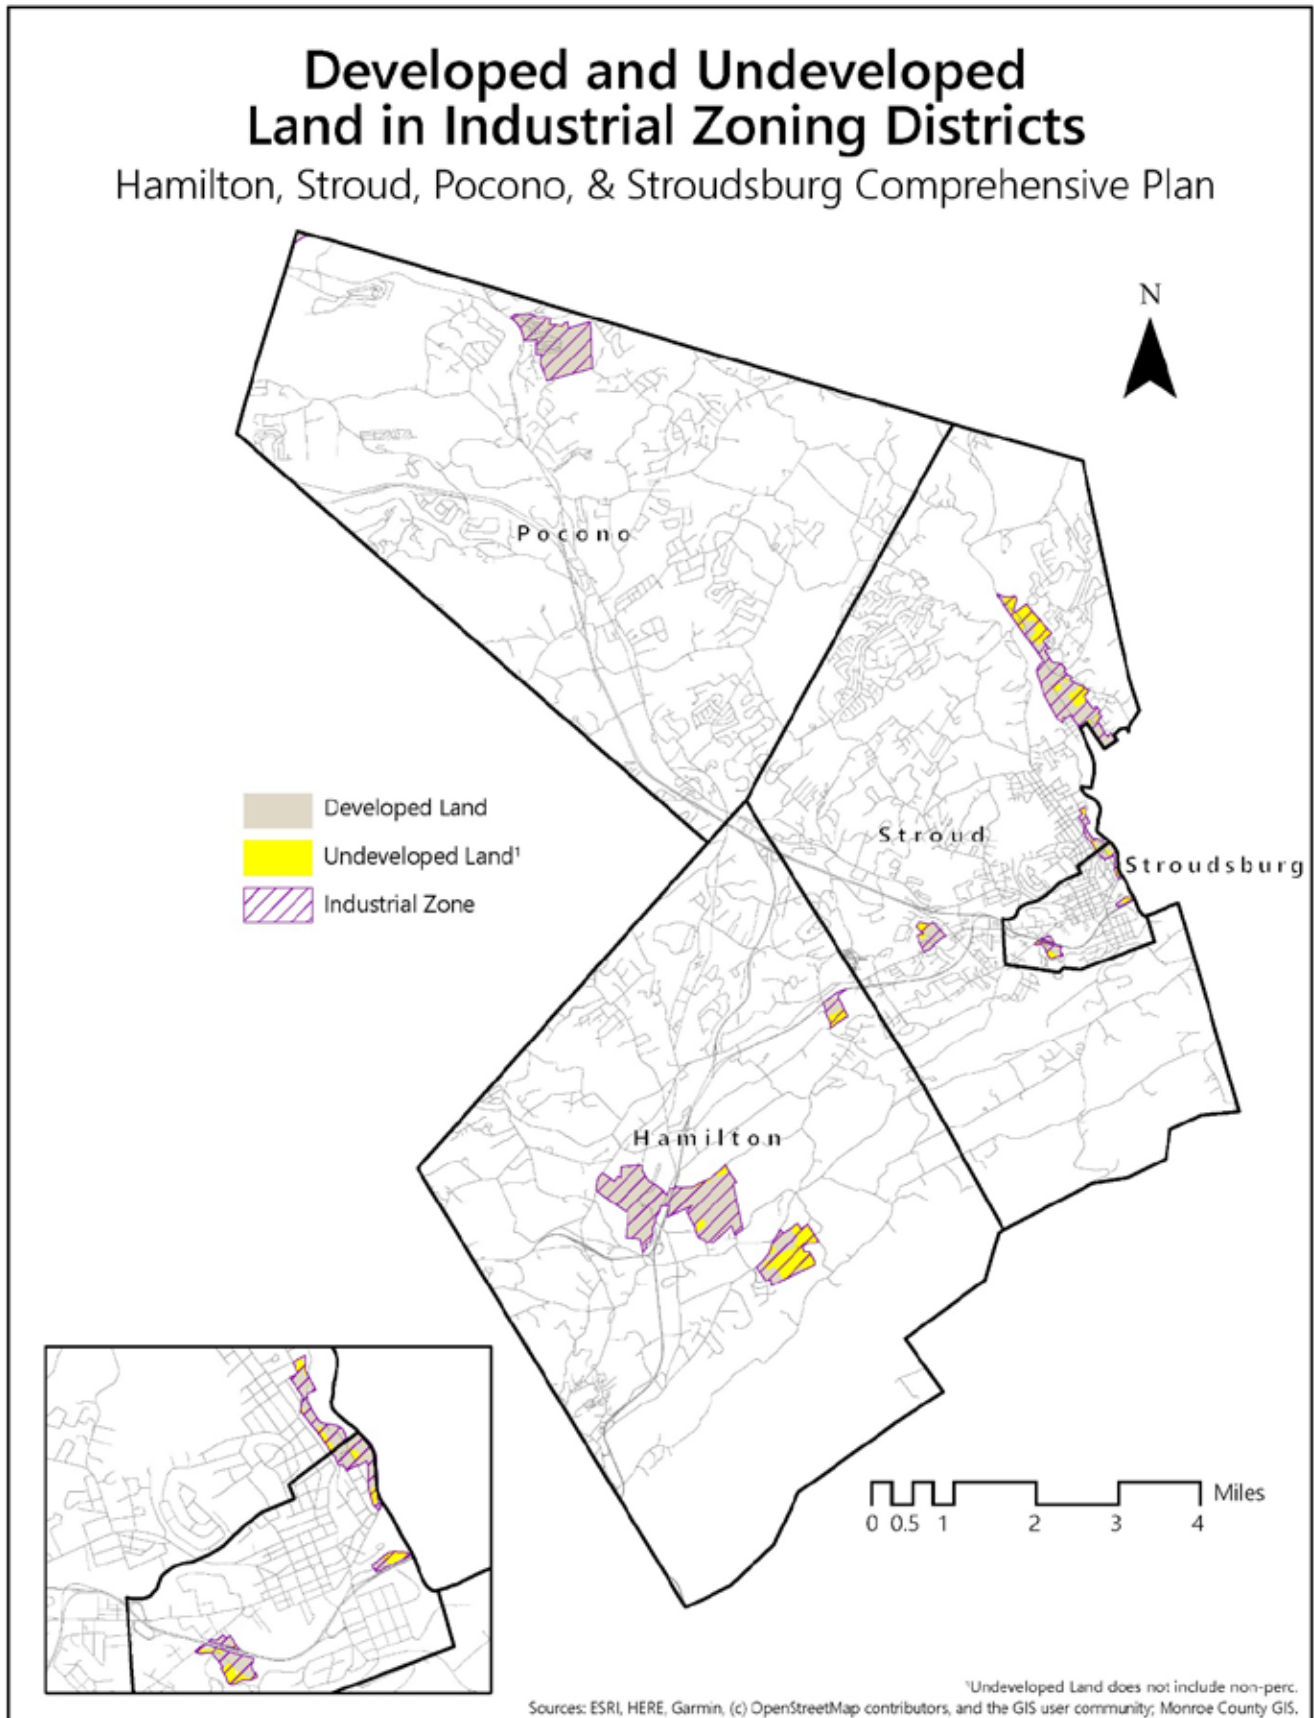 Developed and Undeveloped
Land in Industrial Zoning Districts
Hamilton, Stroud, Pocono, & Stroudsburg Comprehensive Plan
N
Pocono
Developed Land
Undeveloped Land¹
Industrial Zone
Stroud
Stroudsburg
Hamilton
Miles
0 0.5 1 2 3 4
¹Undeveloped Land does not include non-perc.
Sources: ESRI, HERE, Garmin, (c) OpenStreetMap contributors, and the GIS user community; Monroe County GIS.